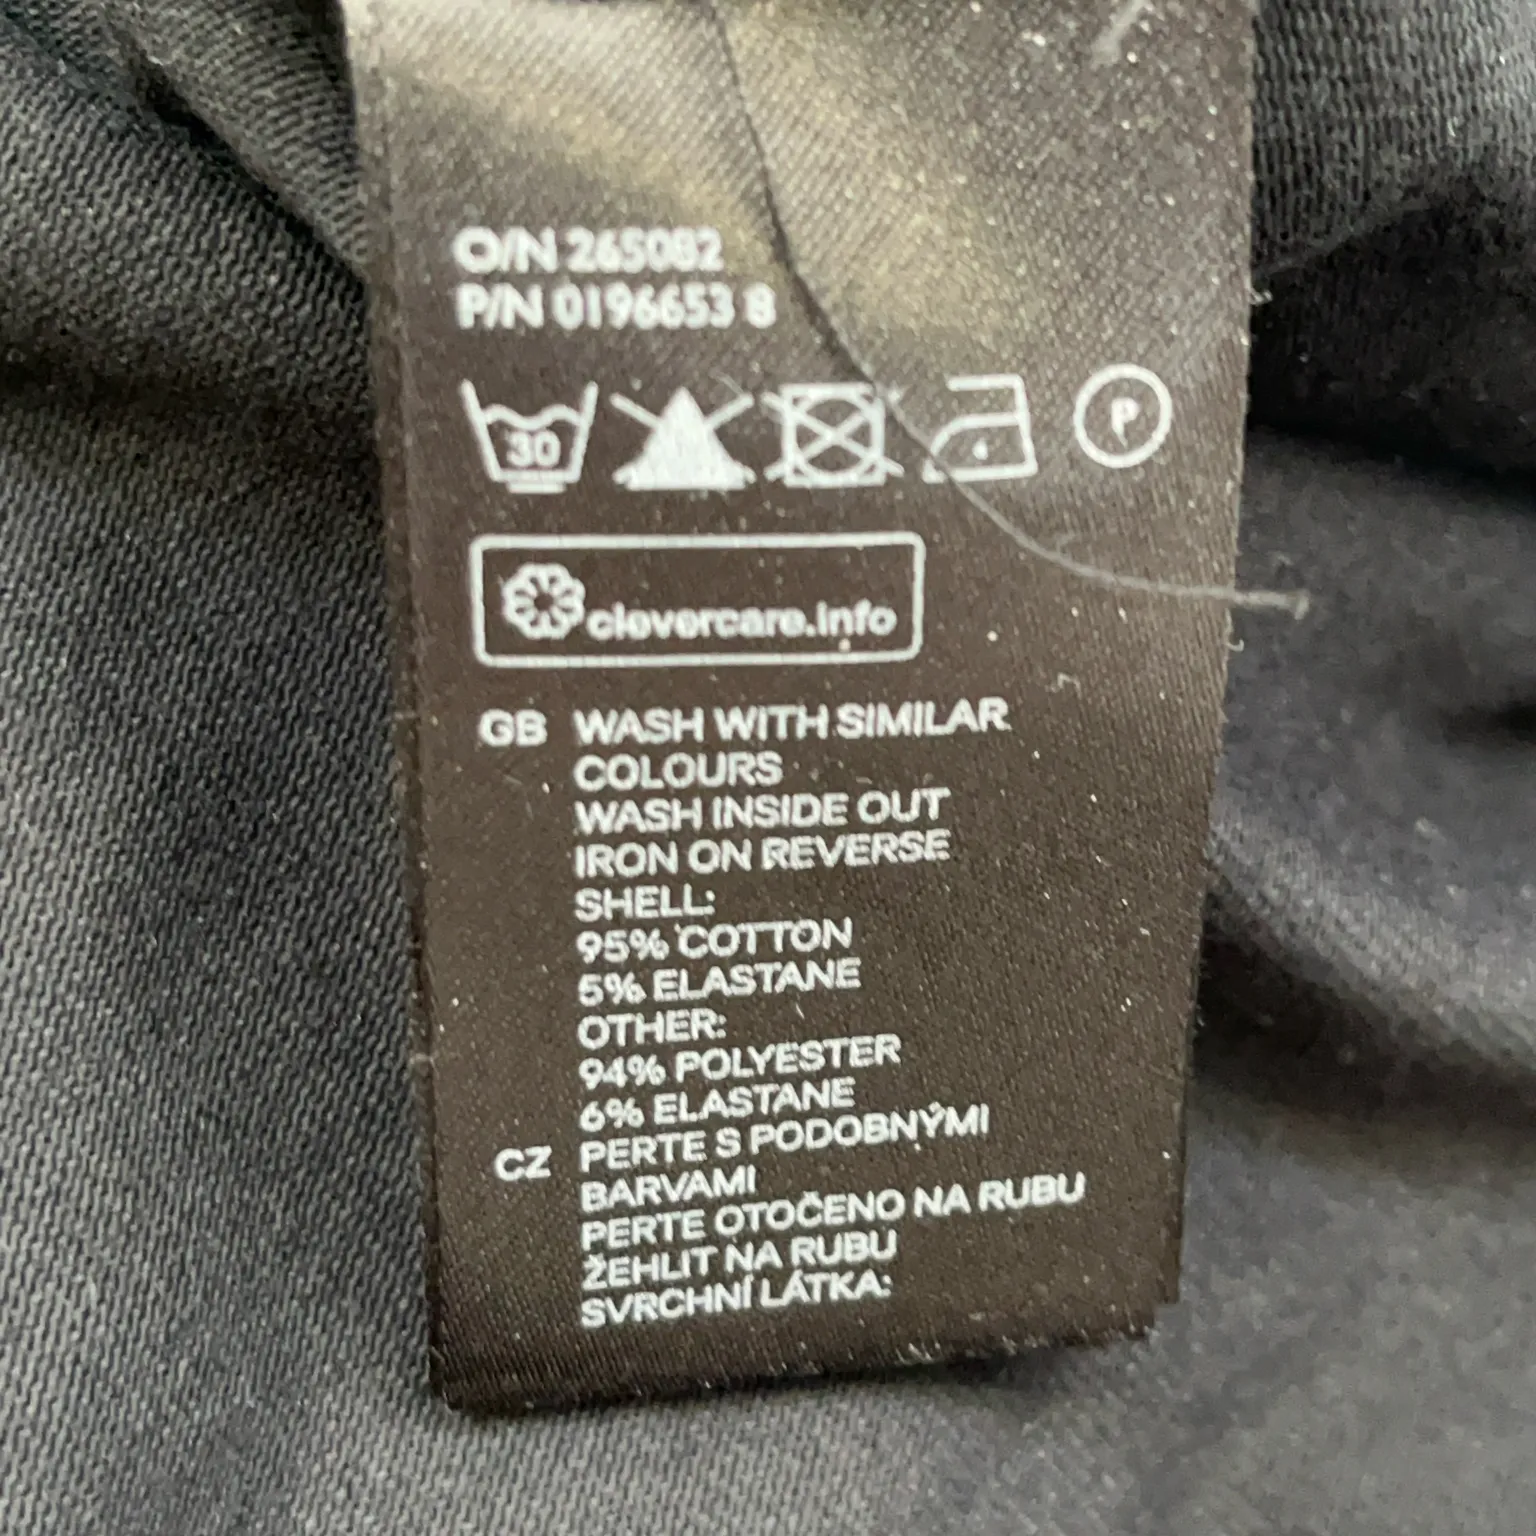 O/N 265082
P/N 0196653 8
30 P
clevercare.info
GB WASH WITH SIMILAR
COLOURS
WASH INSIDE OUT
IRON ON REVERSE
SHELL:
95% COTTON
5% ELASTANE
OTHER:
94% POLYESTER
6% ELASTANE
CZ PERTE S PODOBNÝMI
BARVAMI
PERTE OTOČENO NA RUBU
ŽEHLIT NA RUBU
SVRCHNÍ LÁTKA: